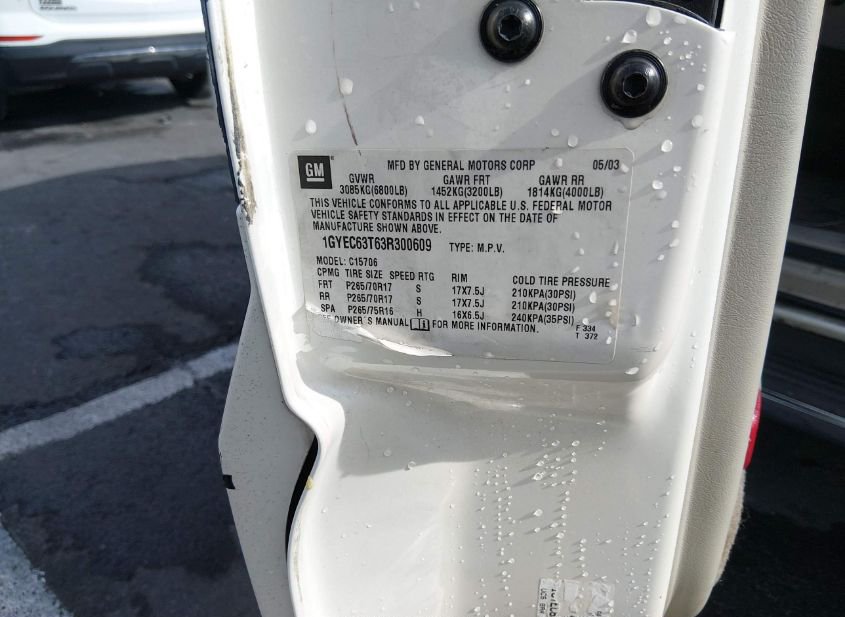 GM
MFD BY GENERAL MOTORS CORP 05/03
GVWR GAWR FRT GAWR RR
3085KG(6800LB) 1452KG(3200LB) 1814KG(4000LB)
THIS VEHICLE CONFORMS TO ALL APPLICABLE U.S. FEDERAL MOTOR
VEHICLE SAFETY STANDARDS IN EFFECT ON THE DATE OF
MANUFACTURE SHOWN ABOVE.
1GYEC63T63R300609 TYPE: M.P.V.
MODEL: C15706
CPMG TIRE SIZE SPEED RTG RIM COLD TIRE PRESSURE
FRT P265/70R17 S 17X7.5J 210KPA(30PSI)
RR P265/70R17 S 17X7.5J 210KPA(30PSI)
SPA P265/75R16 H 16X6.5J 240KPA(35PSI)
OWNER'S MANUAL FOR MORE INFORMATION.
F 334
T 372